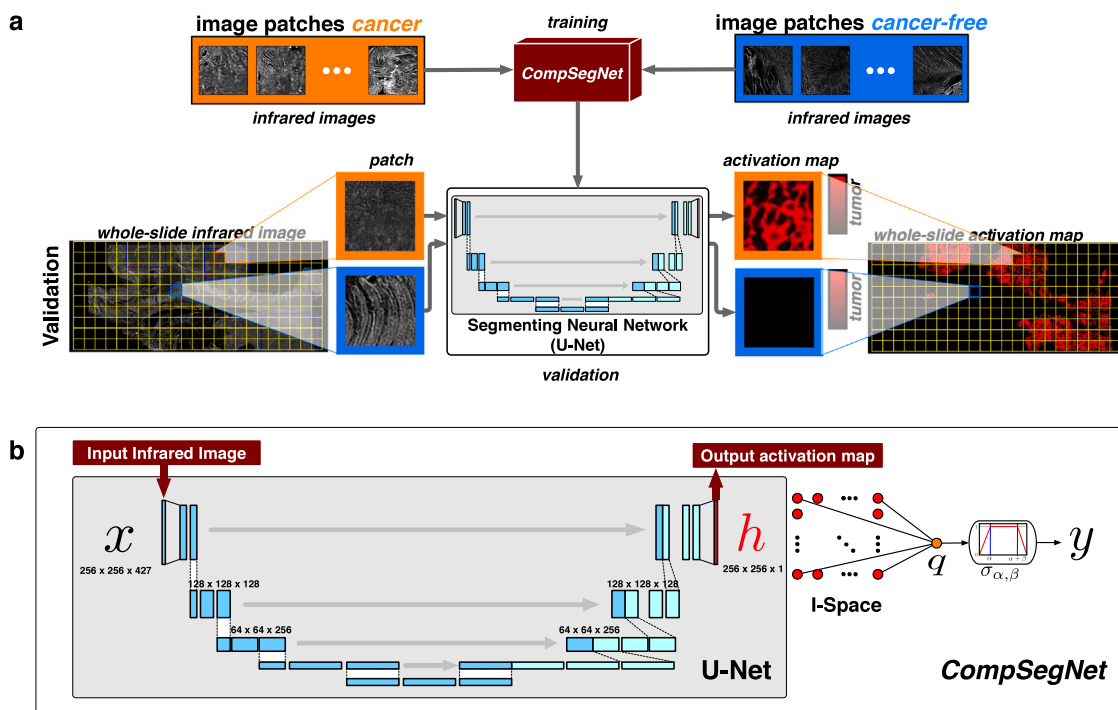 a
image patches cancer
training
image patches cancer-free
CompSegNet
infrared images
infrared images
patch
activation map
tumor
whole-slide infrared image
whole-slide activation map
Validation
tumor
Segmenting Neural Network
(U-Net)
validation
b
Input Infrared Image
Output activation map
x
256 x 256 x 427
h
256 x 256 x 1
q
σα,β
y
128 x 128 x 128
128 x 128 x 128
I-Space
64 x 64 x 256
64 x 64 x 256
U-Net
CompSegNet